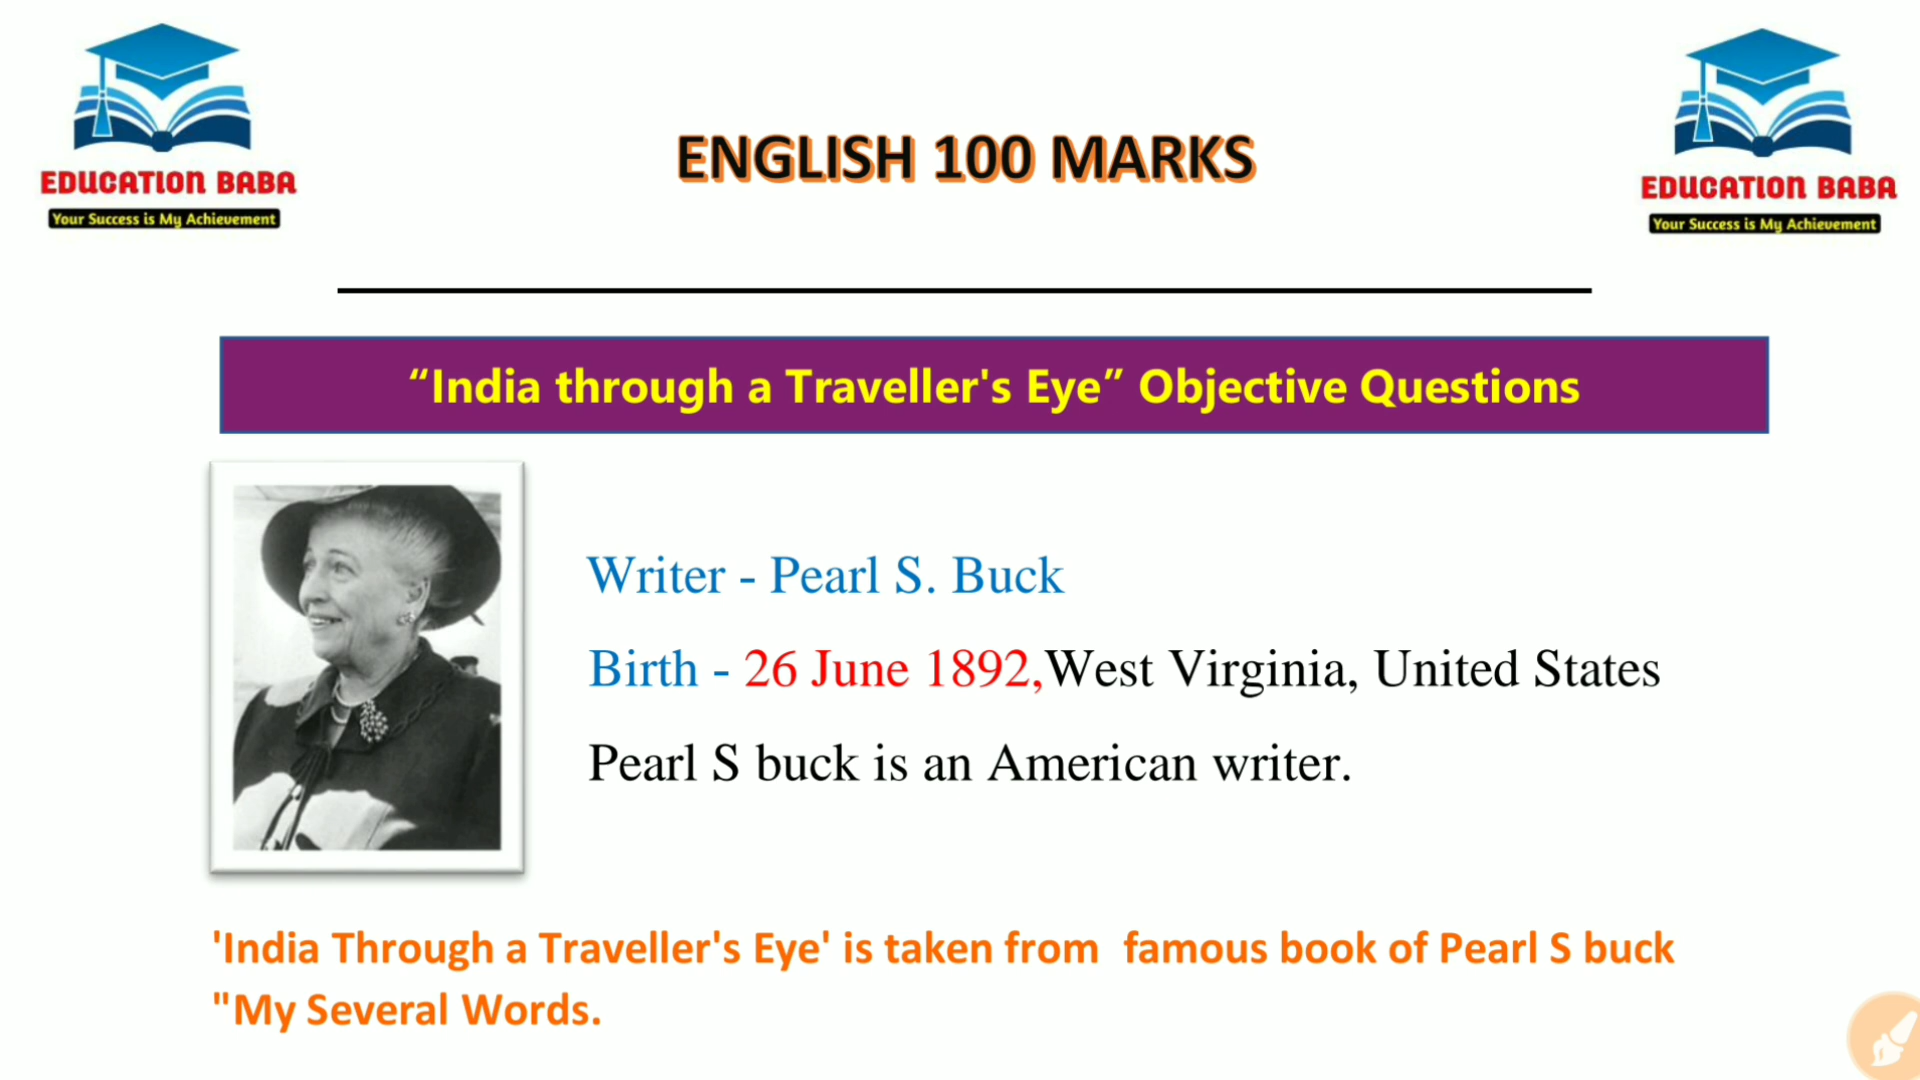 EDUCATION BABA
Your Success is My Achievement
ENGLISH 100 MARKS
EDUCATION BABA
Your Success is My Achievement
“India through a Traveller's Eye” Objective Questions
Writer - Pearl S. Buck
Birth - 26 June 1892,West Virginia, United States
Pearl S buck is an American writer.
'India Through a Traveller's Eye' is taken from  famous book of Pearl S buck
"My Several Words.